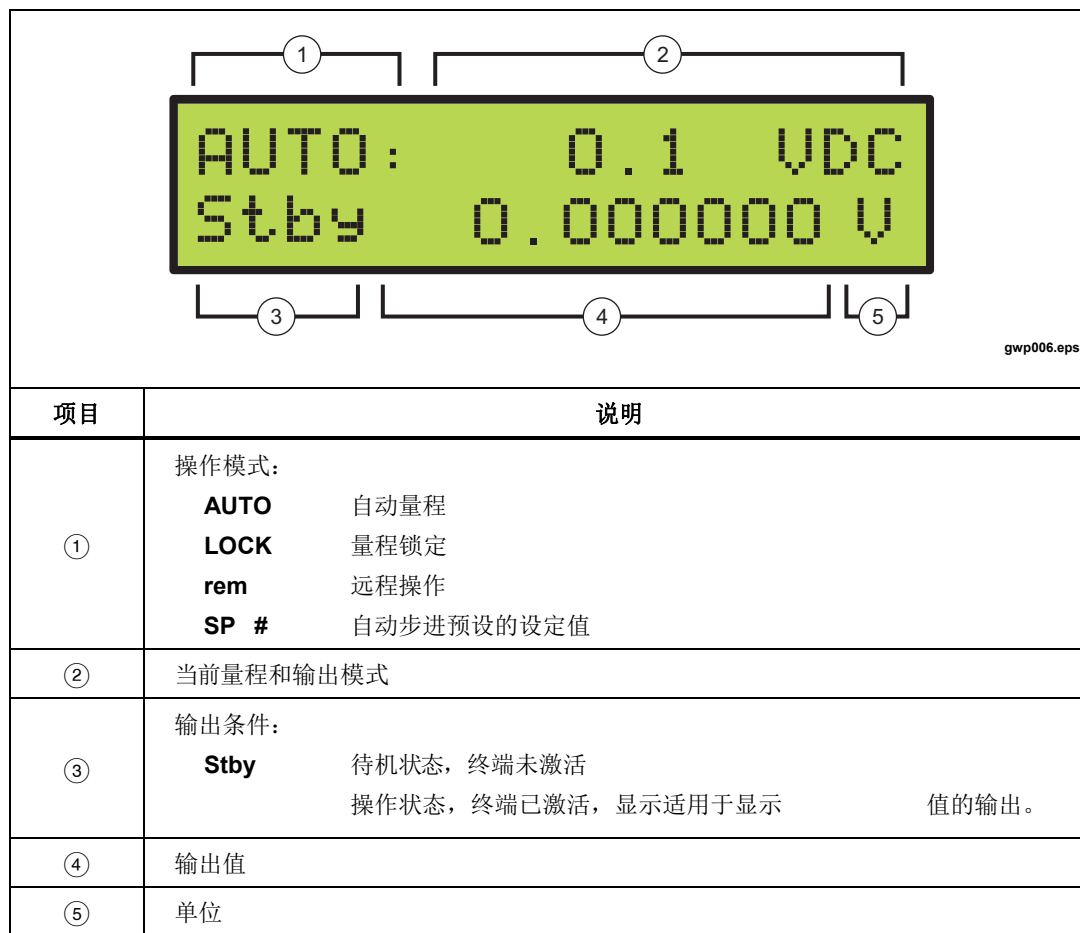 ① ②
AUTO: 0.1 VDC
Stby 0.000000 V
③ ④ ⑤
gwp006.eps
项目 说明
① 操作模式:
AUTO 自动量程
LOCK 量程锁定
rem 远程操作
SP # 自动步进预设的设定值
② 当前量程和输出模式
③ 输出条件:
Stby 待机状态，终端未激活
操作状态，终端已激活，显示适用于显示 值的输出。
④ 输出值
⑤ 单位